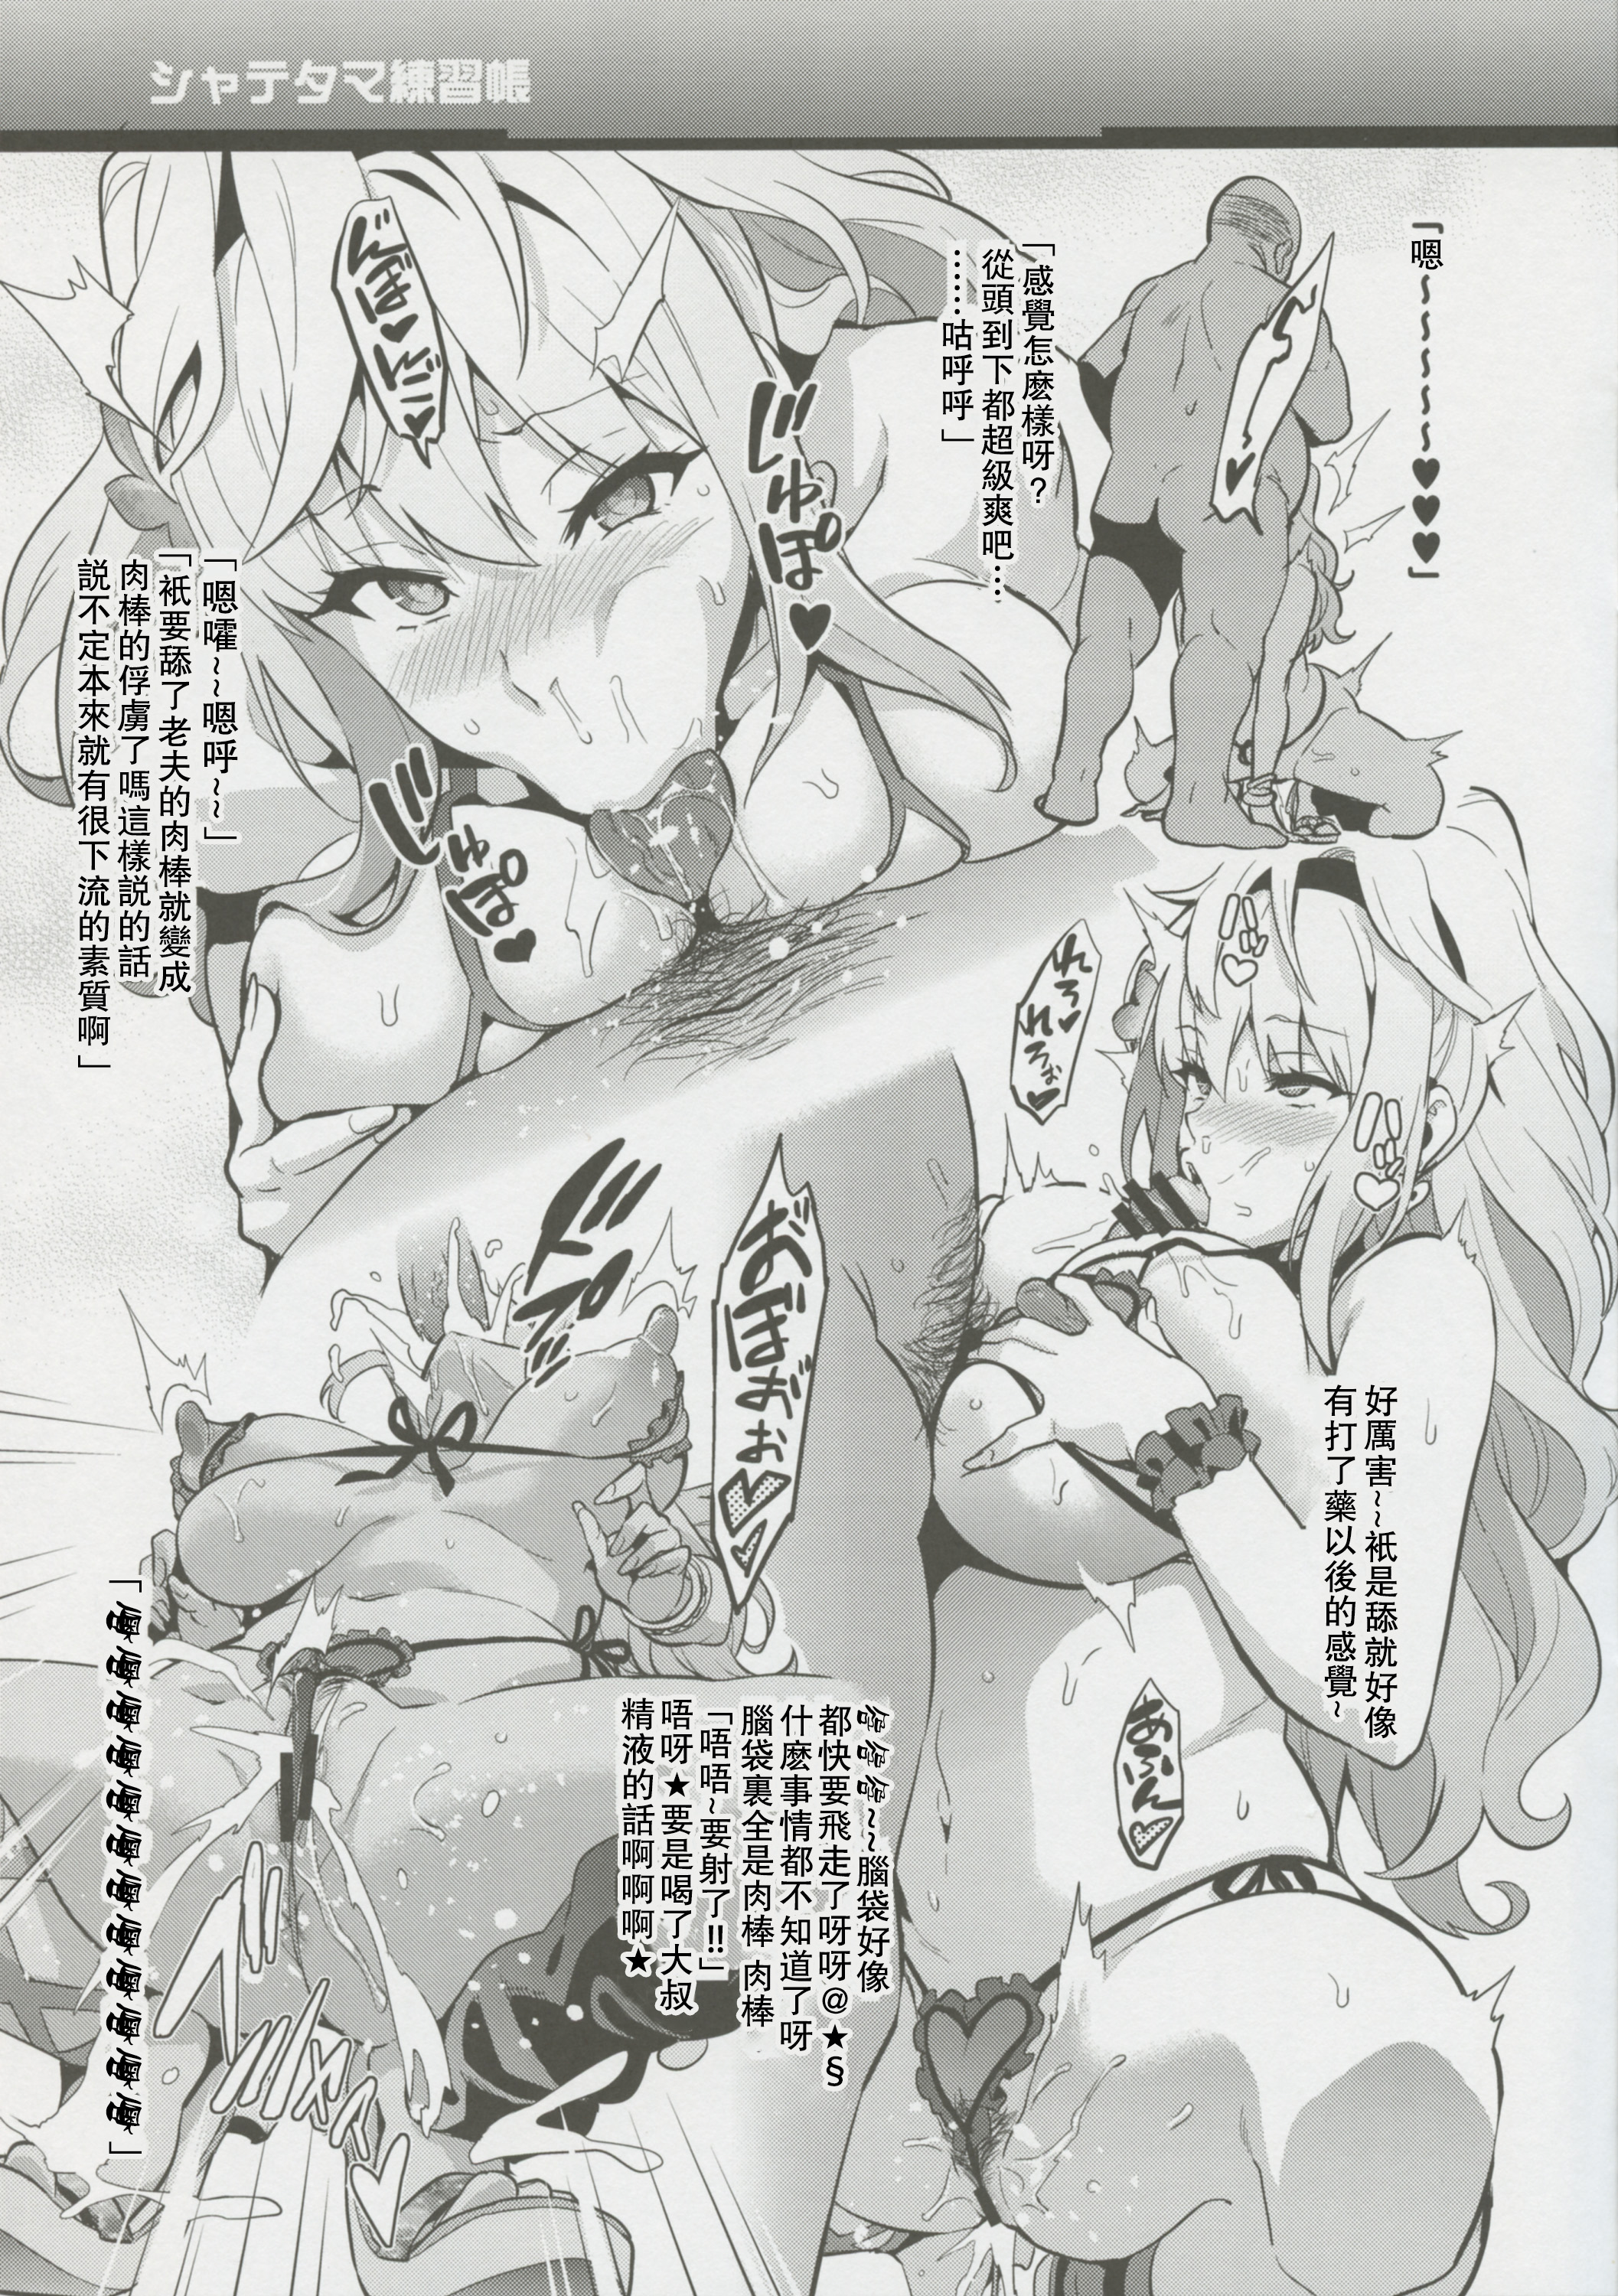 シャテタマ練習帳
『嗯～～～～～♥♥♥』
「感覺怎麽樣呀？
從頭到下都超級爽吧…
……咕呼呼」
じゅぽ♥
じゅぽ♥
「嗯嚯~~嗯呼~~」
「衹要舔了老夫的肉棒就變成
肉棒的俘虜了嗎這樣説的話
説不定本來就有很下流的素質啊」
れろ♥れろぉ♥
好厲害~~衹是舔就好像
有打了藥以後的感覺~
おぼおぉ♥♥
ドプッ
あふん♥
~~腦袋好像
都快要飛走了呀呀@★§
什麽事情都不知道了呀
腦袋裏全是肉棒 肉棒
「唔唔~要射了!!」
唔呀★要是喝了大叔
精液的話啊啊啊★